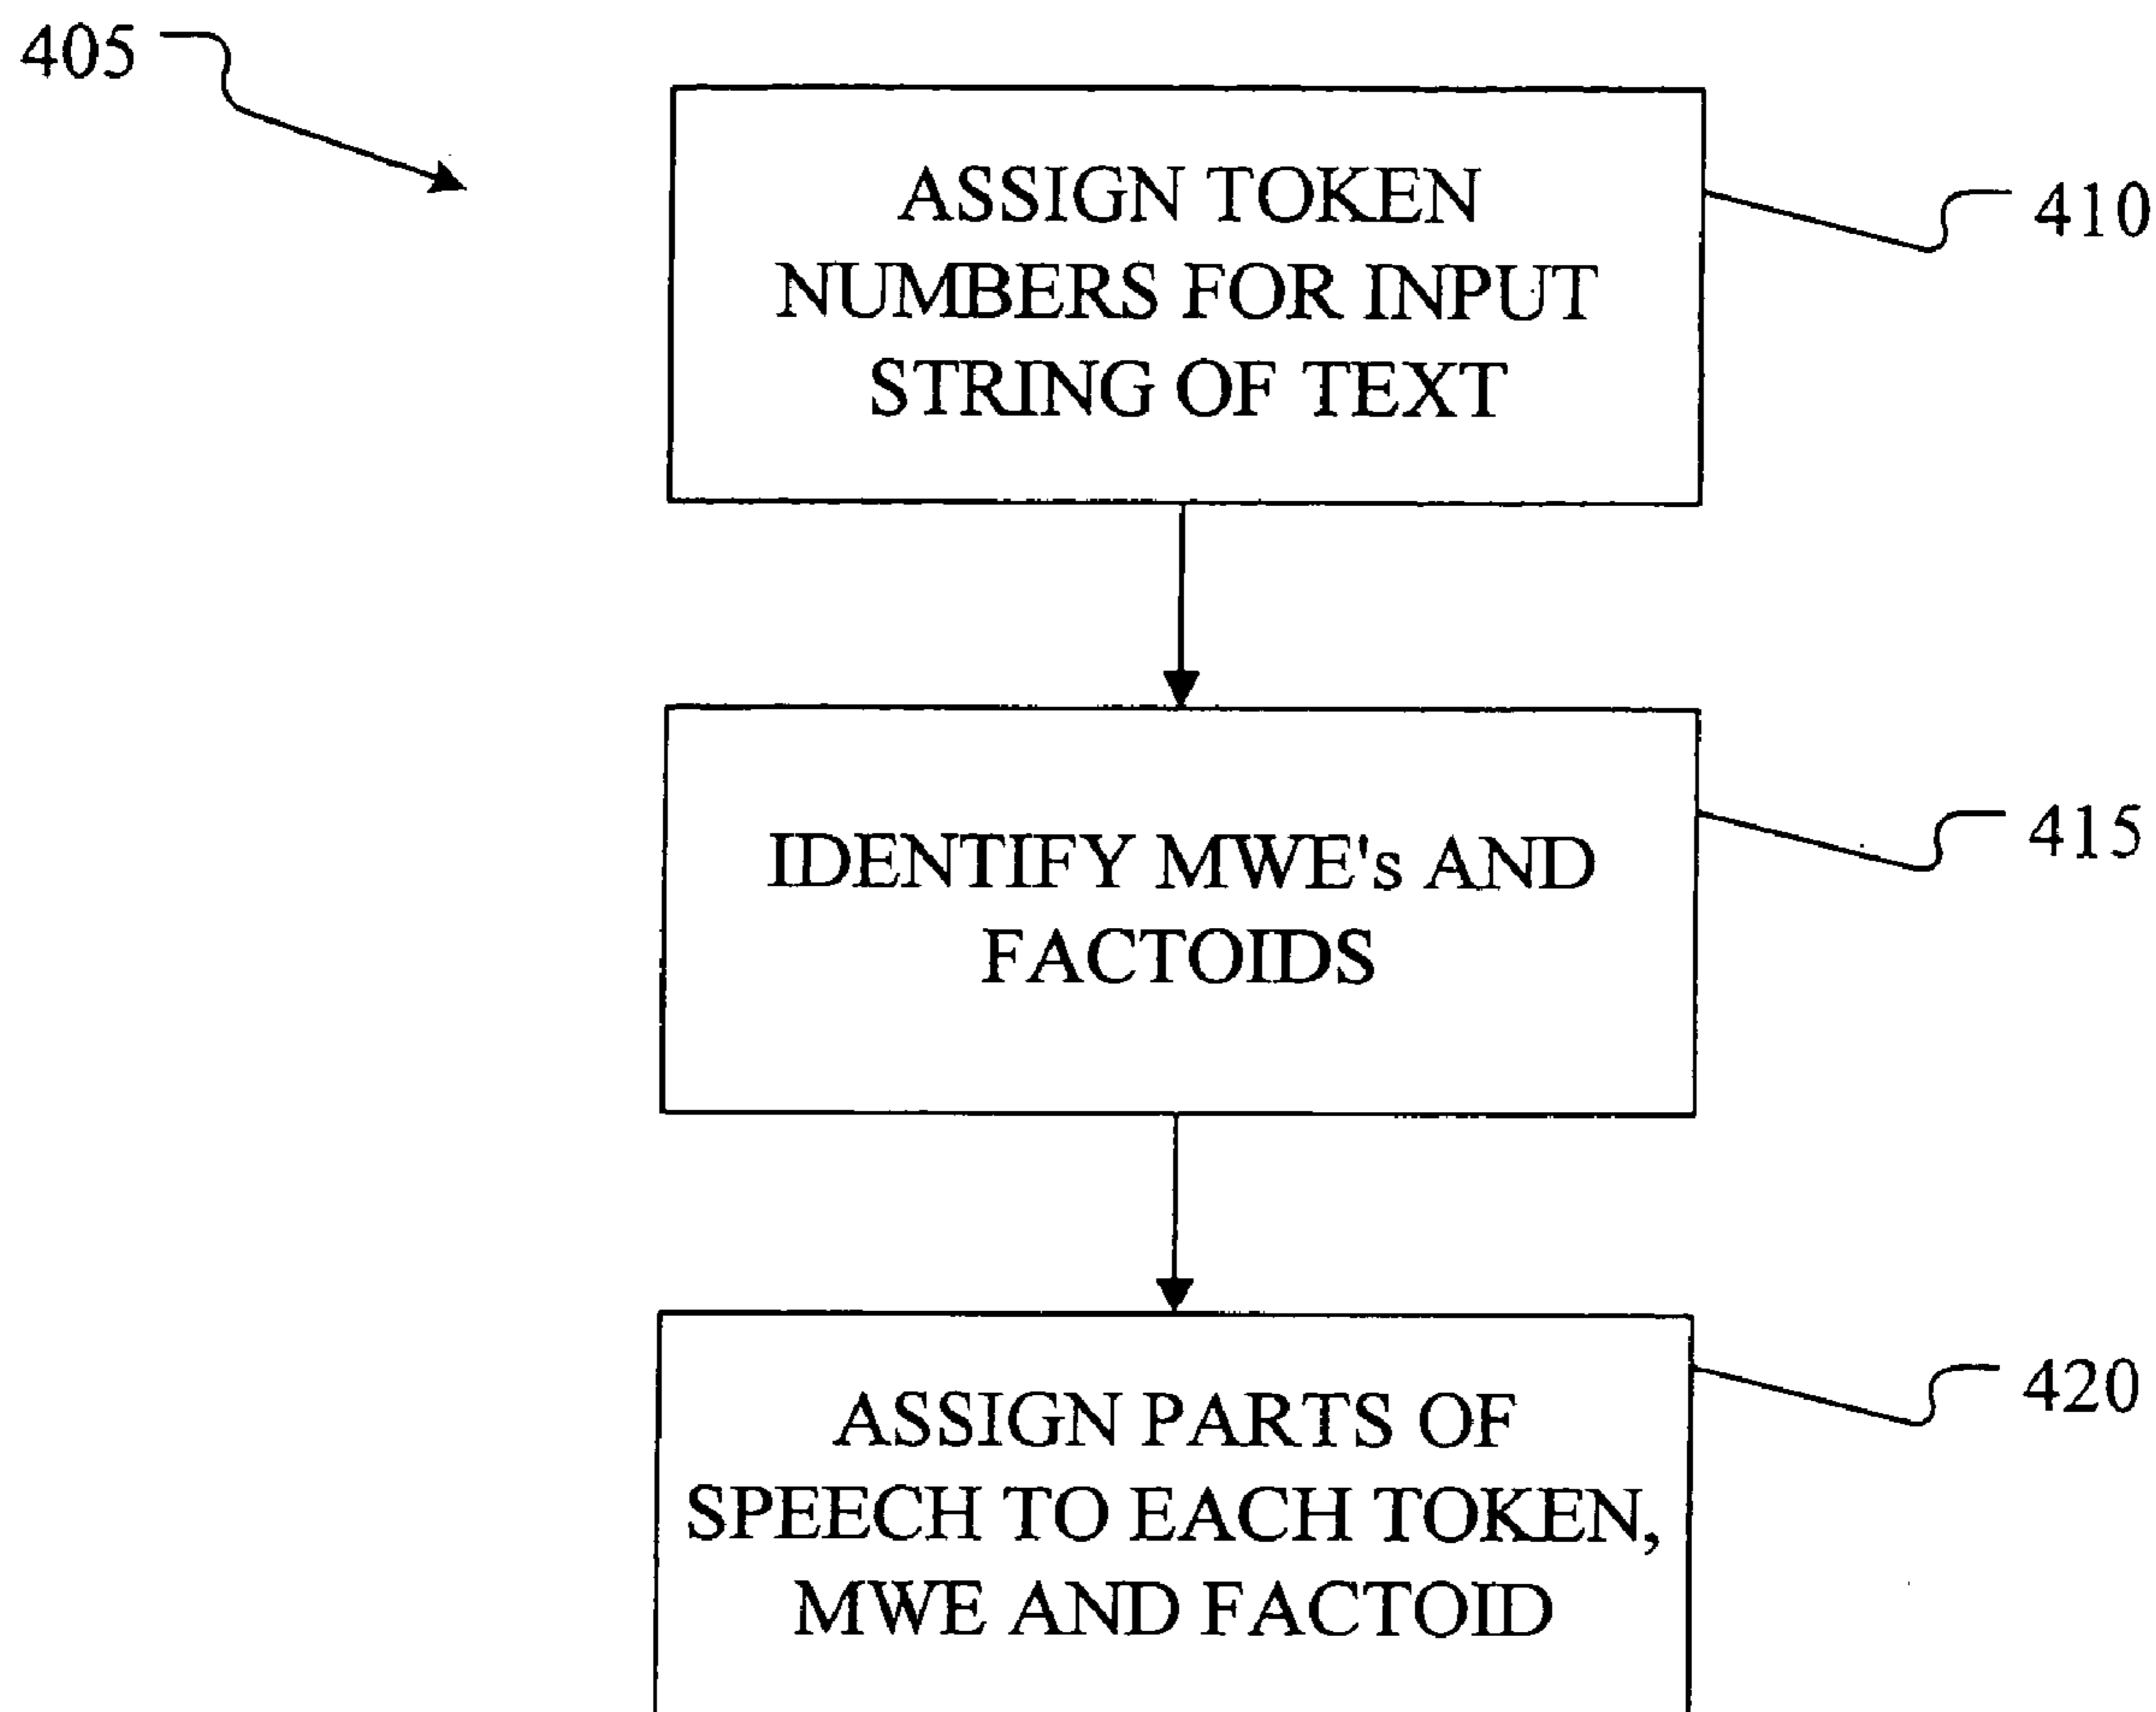 405
ASSIGN TOKEN
NUMBERS FOR INPUT
STRING OF TEXT
410
IDENTIFY MWE's AND
FACTOIDS
415
ASSIGN PARTS OF
SPEECH TO EACH TOKEN,
MWE AND FACTOID
420